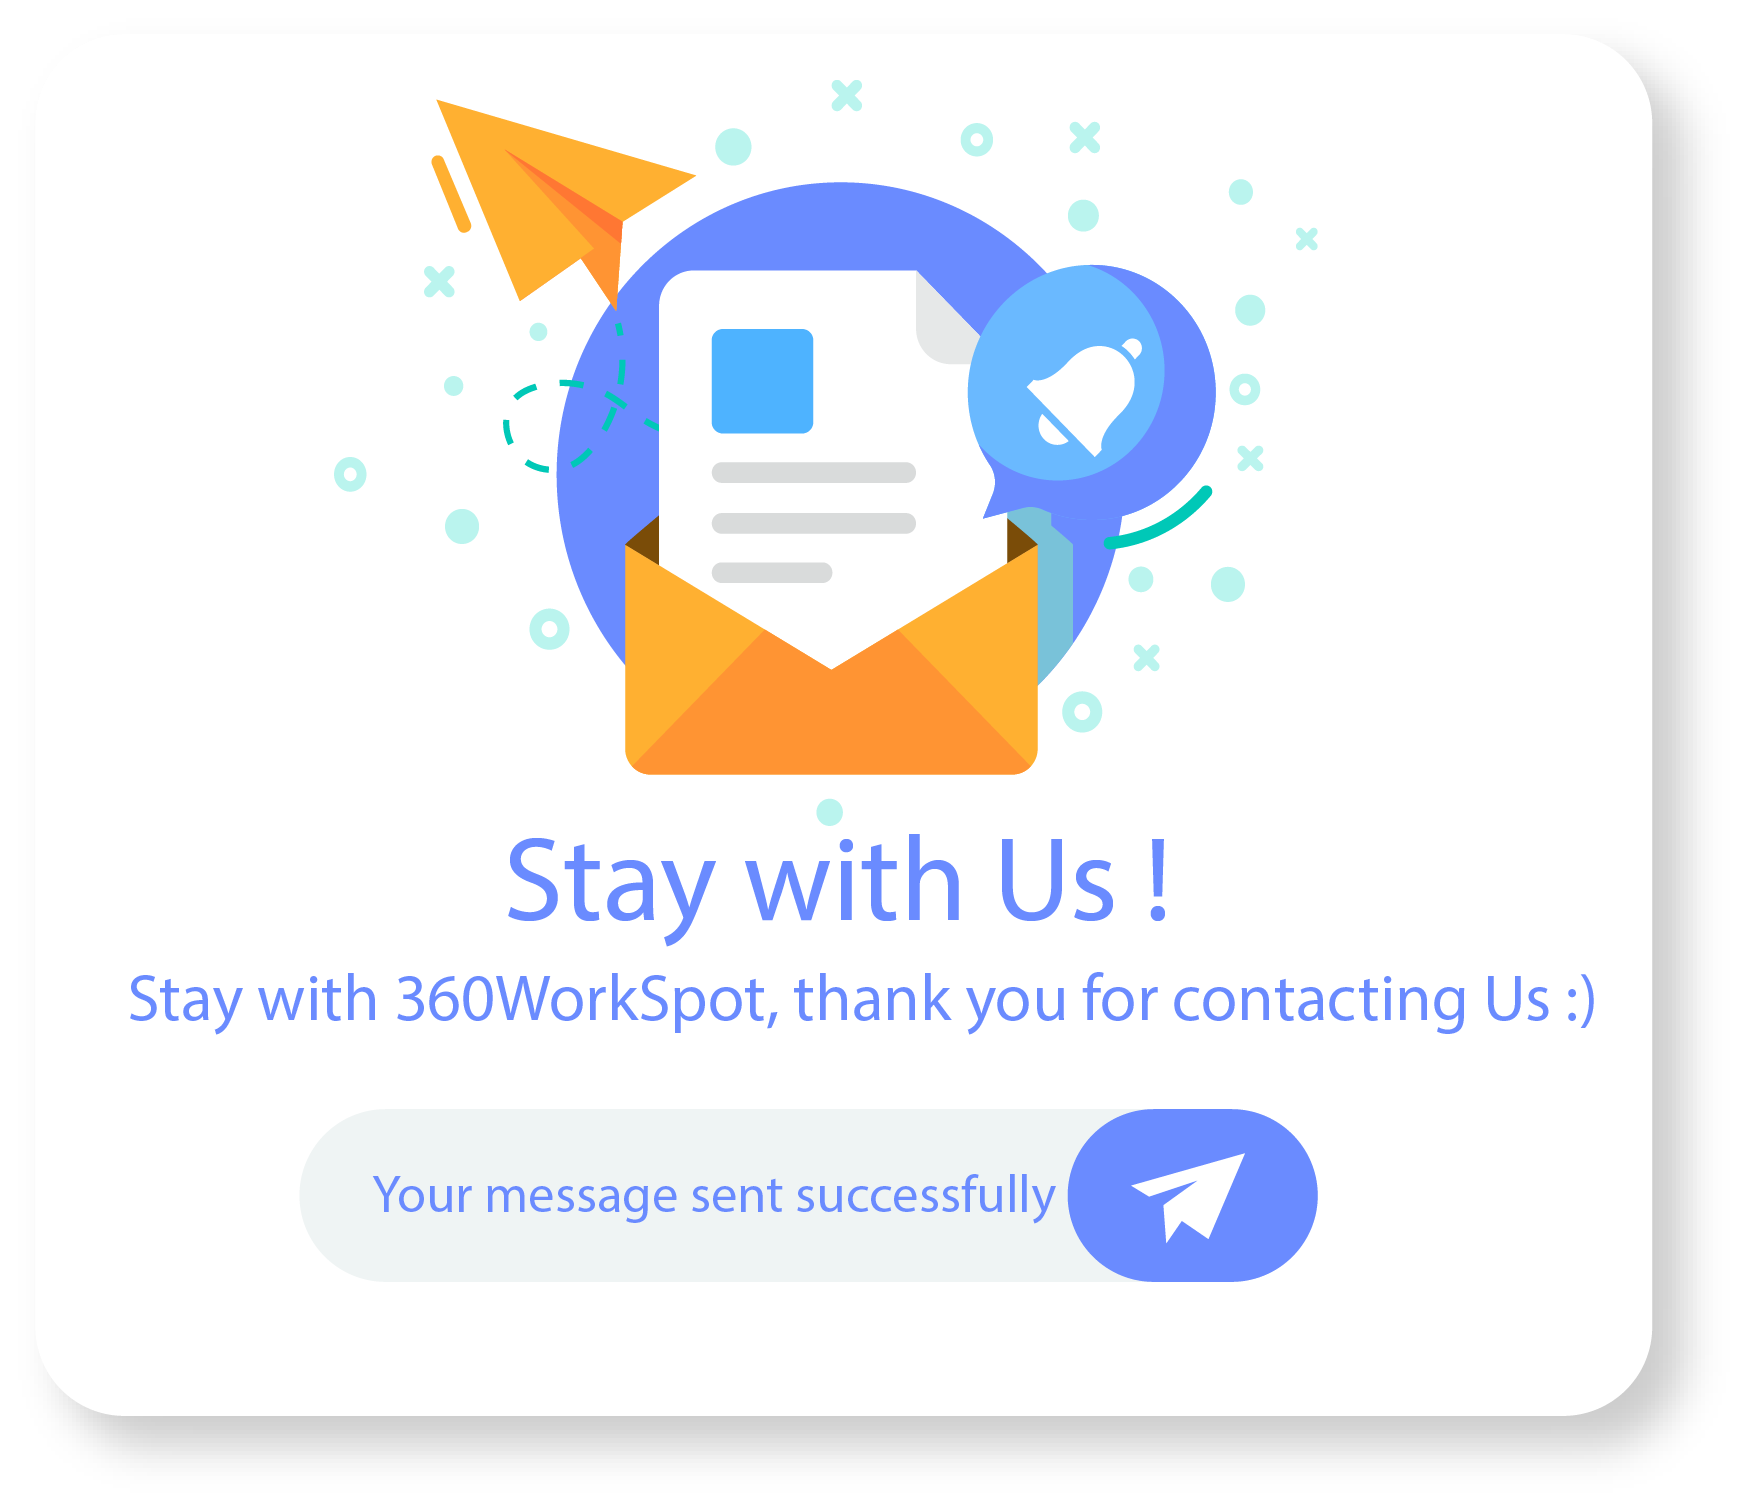 Stay with Us !
Stay with 360WorkSpot, thank you for contacting Us :)
Your message sent successfully